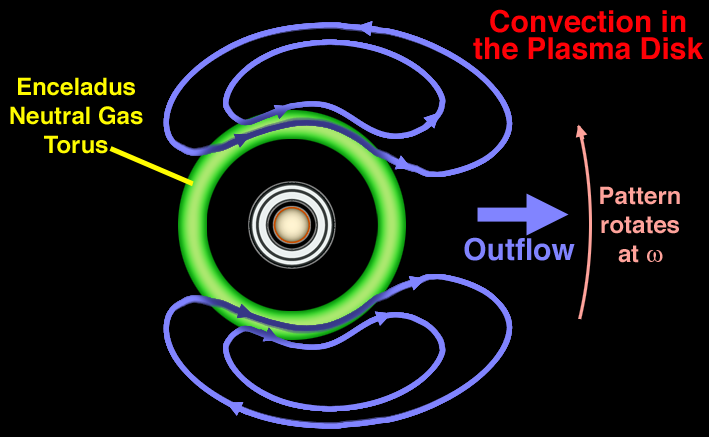 Convection in
the Plasma Disk
Enceladus
Neutral Gas
Torus
Outflow
Pattern
rotates
at ω